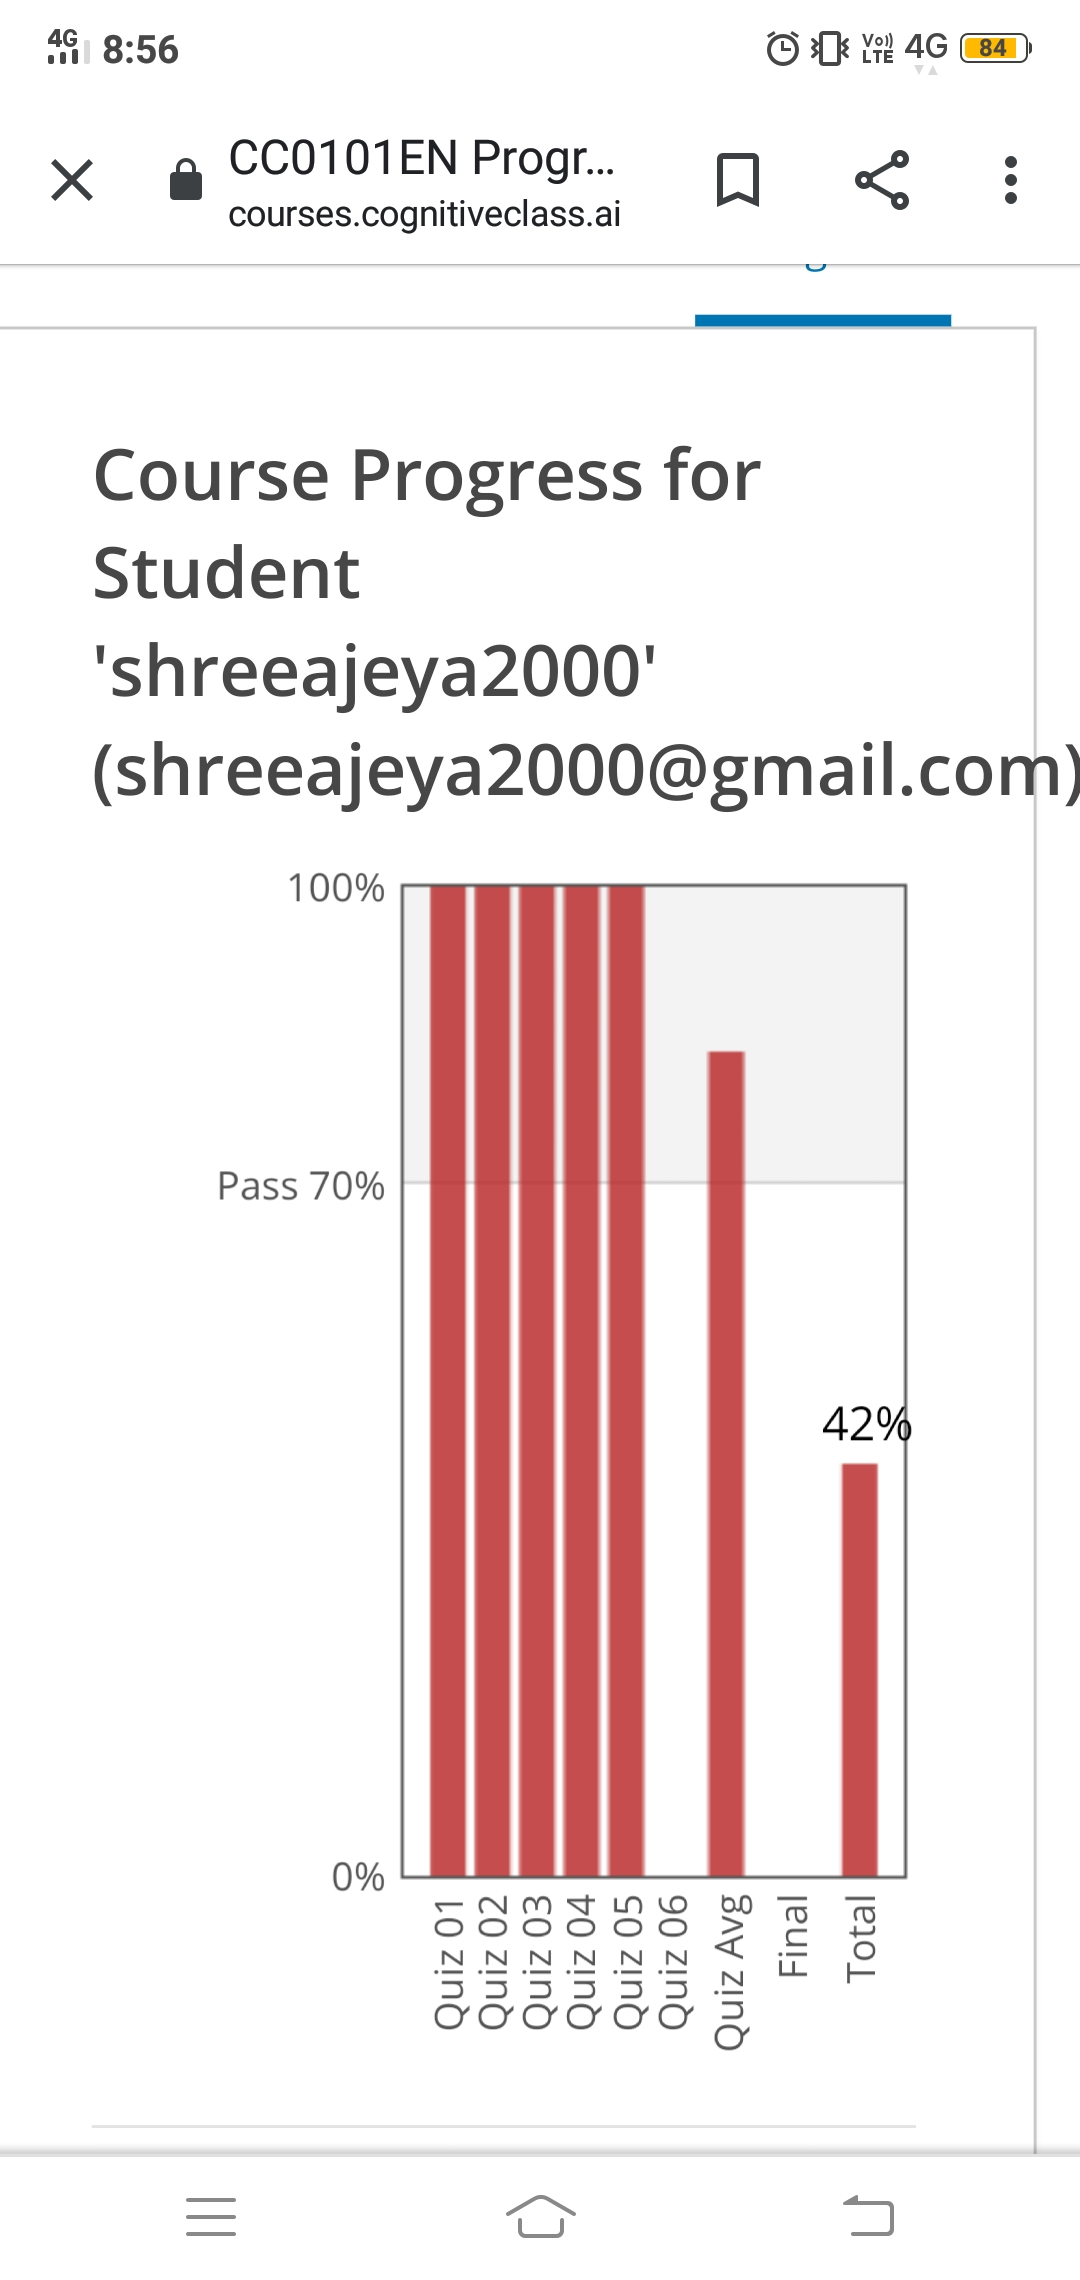 4G 8:56 Vo)) LTE 4G 84
CC0101EN Progr...
courses.cognitiveclass.ai
Course Progress for
Student
'shreeajeya2000'
(shreeajeya2000@gmail.com)
100%
Pass 70%
42%
0%
Quiz 01
Quiz 02
Quiz 03
Quiz 04
Quiz 05
Quiz 06
Quiz Avg
Final
Total